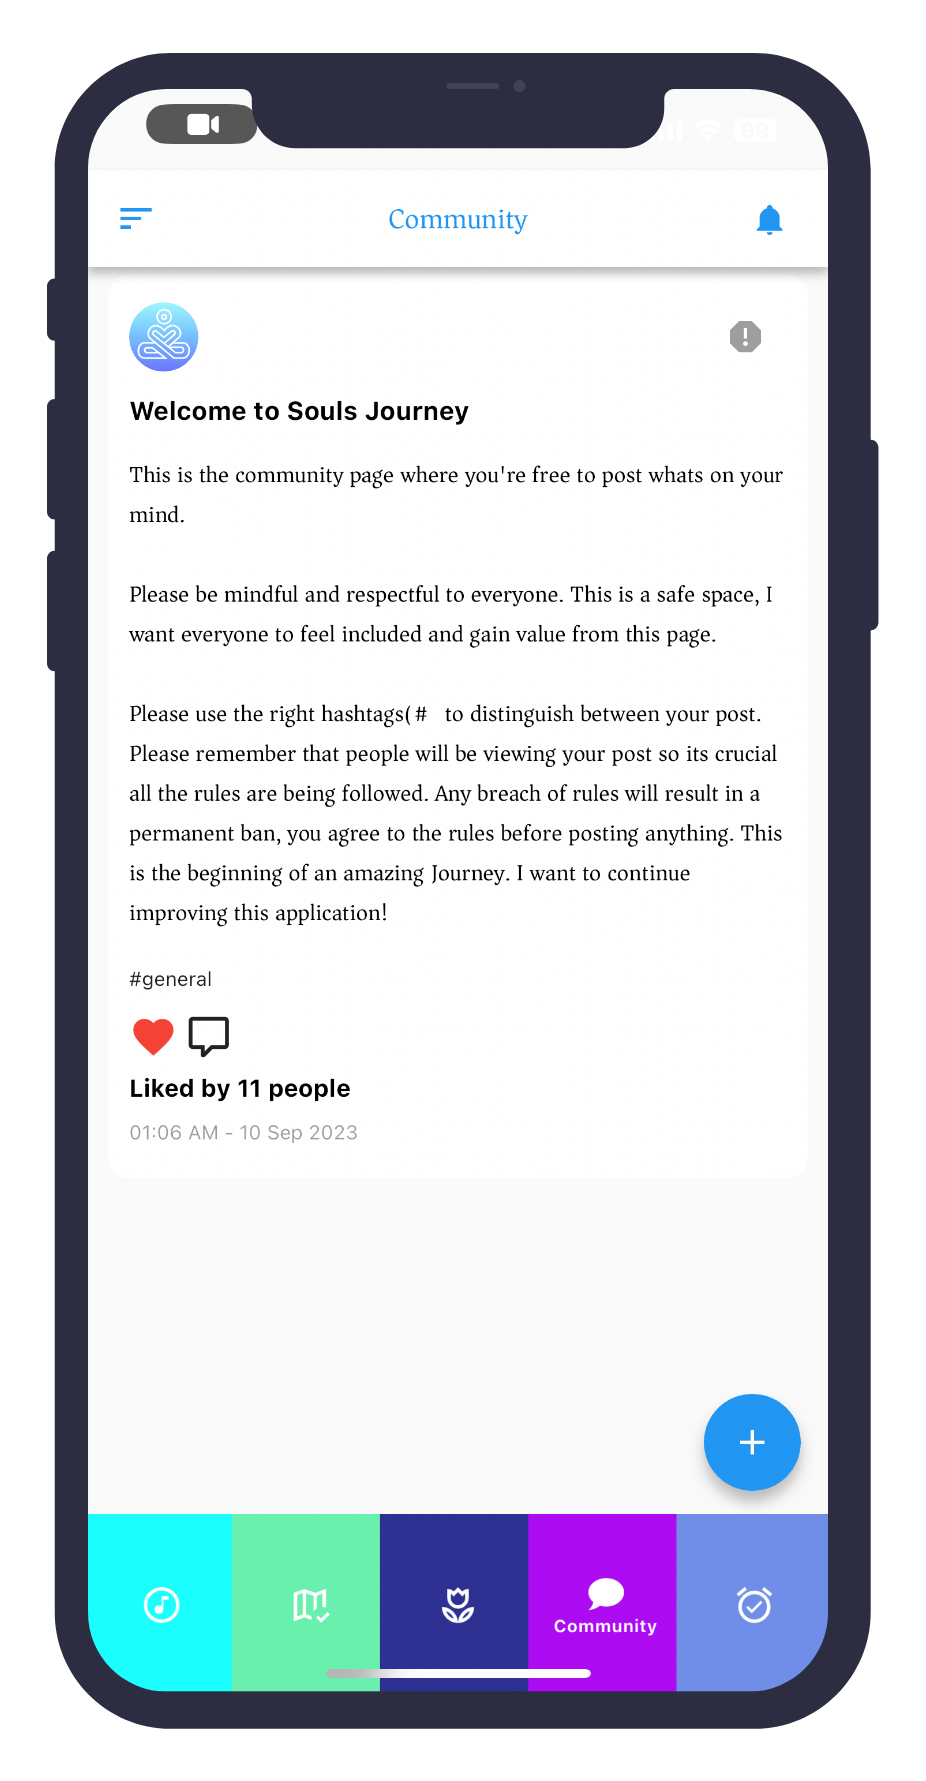 99
Community
Welcome to Souls Journey
This is the community page where you're free to post whats on your
mind.
Please be mindful and respectful to everyone. This is a safe space, I
want everyone to feel included and gain value from this page.
Please use the right hashtags(#  to distinguish between your post.
Please remember that people will be viewing your post so its crucial
all the rules are being followed. Any breach of rules will result in a
permanent ban, you agree to the rules before posting anything. This
is the beginning of an amazing Journey. I want to continue
improving this application!
#general
Liked by 11 people
01:06 AM - 10 Sep 2023
Community